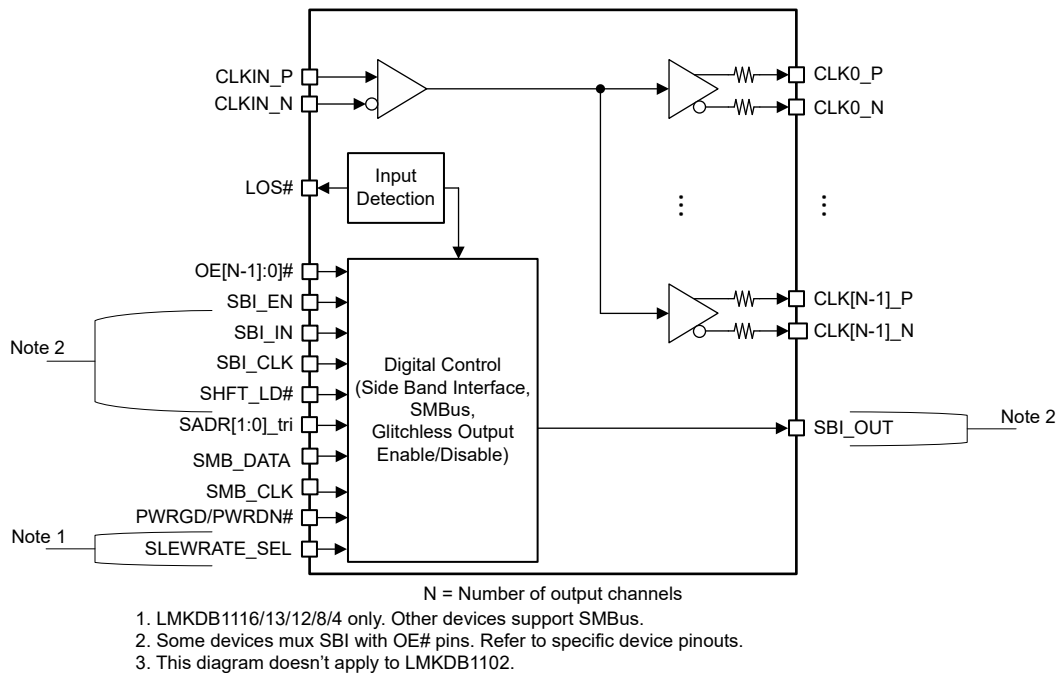 CLKIN_P
CLKIN_N
CLK0_P
CLK0_N
LOS#
Input
Detection
⋮
⋮
OE[N-1]:0]#
SBI_EN
SBI_IN
SBI_CLK
SHFT_LD#
SADR[1:0]_tri
SMB_DATA
SMB_CLK
PWRGD/PWRDN#
SLEWRATE_SEL
Note 2
Note 1
Digital Control
(Side Band Interface,
SMBus,
Glitchless Output
Enable/Disable)
CLK[N-1]_P
CLK[N-1]_N
SBI_OUT
Note 2
N = Number of output channels
1. LMKDB1116/13/12/8/4 only. Other devices support SMBus.
2. Some devices mux SBI with OE# pins. Refer to specific device pinouts.
3. This diagram doesn't apply to LMKDB1102.